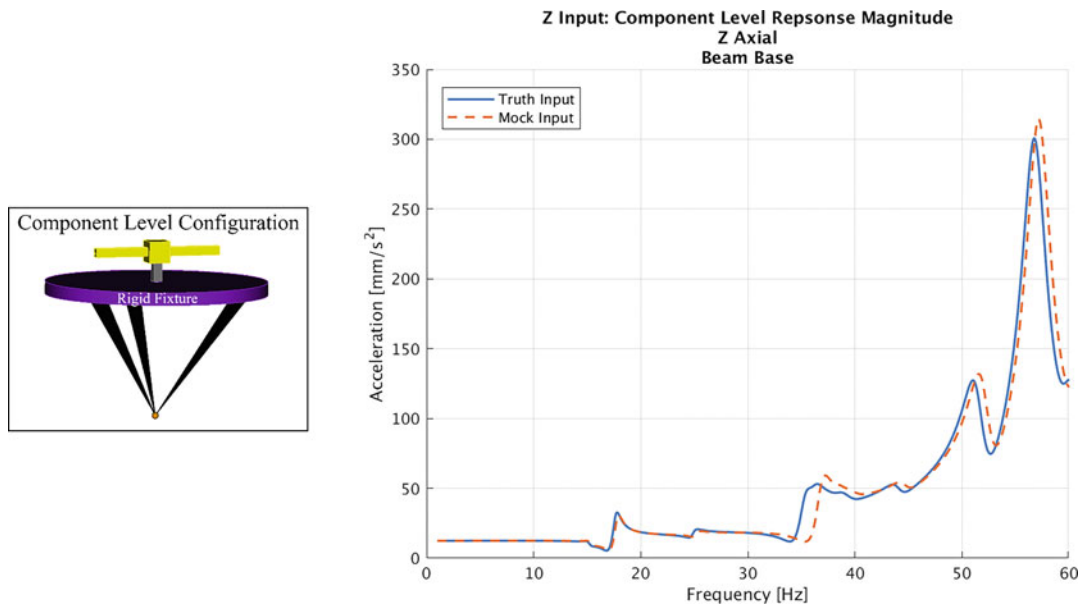 Component Level Configuration
Rigid Fixture
Z Input: Component Level Repsonse Magnitude
Z Axial
Beam Base
Truth Input
Mock Input
Acceleration [mm/s²]
350
300
250
200
150
100
50
0
0 10 20 30 40 50 60
Frequency [Hz]